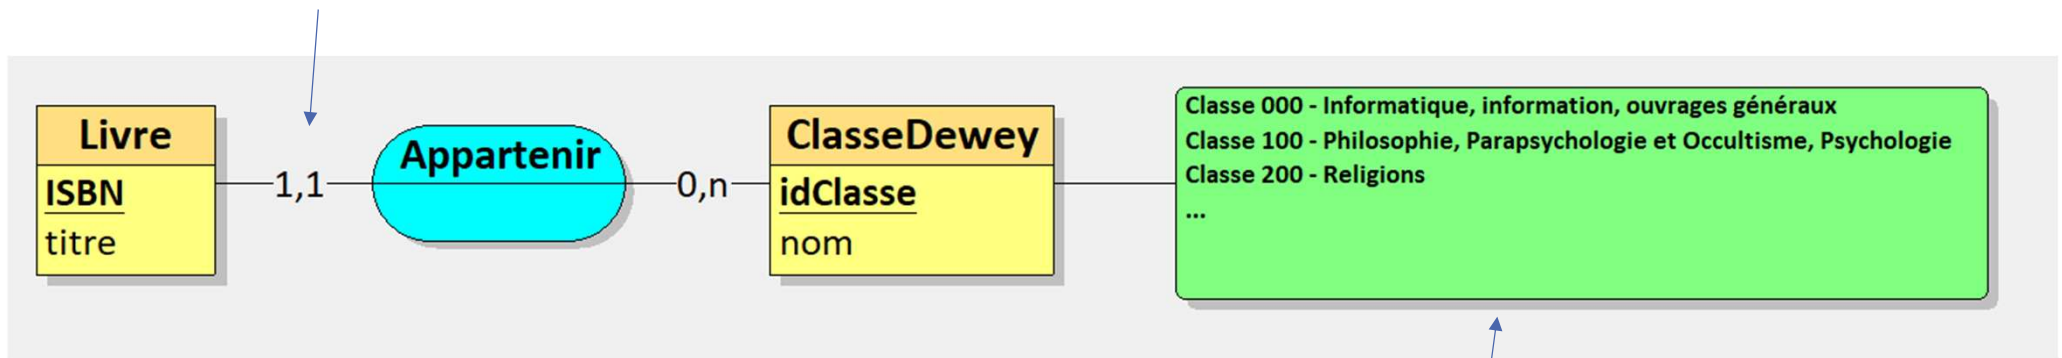 Livre
ISBN
titre
1,1
Appartenir
0,n
ClasseDewey
idClasse
nom
Classe 000 - Informatique, information, ouvrages généraux
Classe 100 - Philosophie, Parapsychologie et Occultisme, Psychologie
Classe 200 - Religions
...